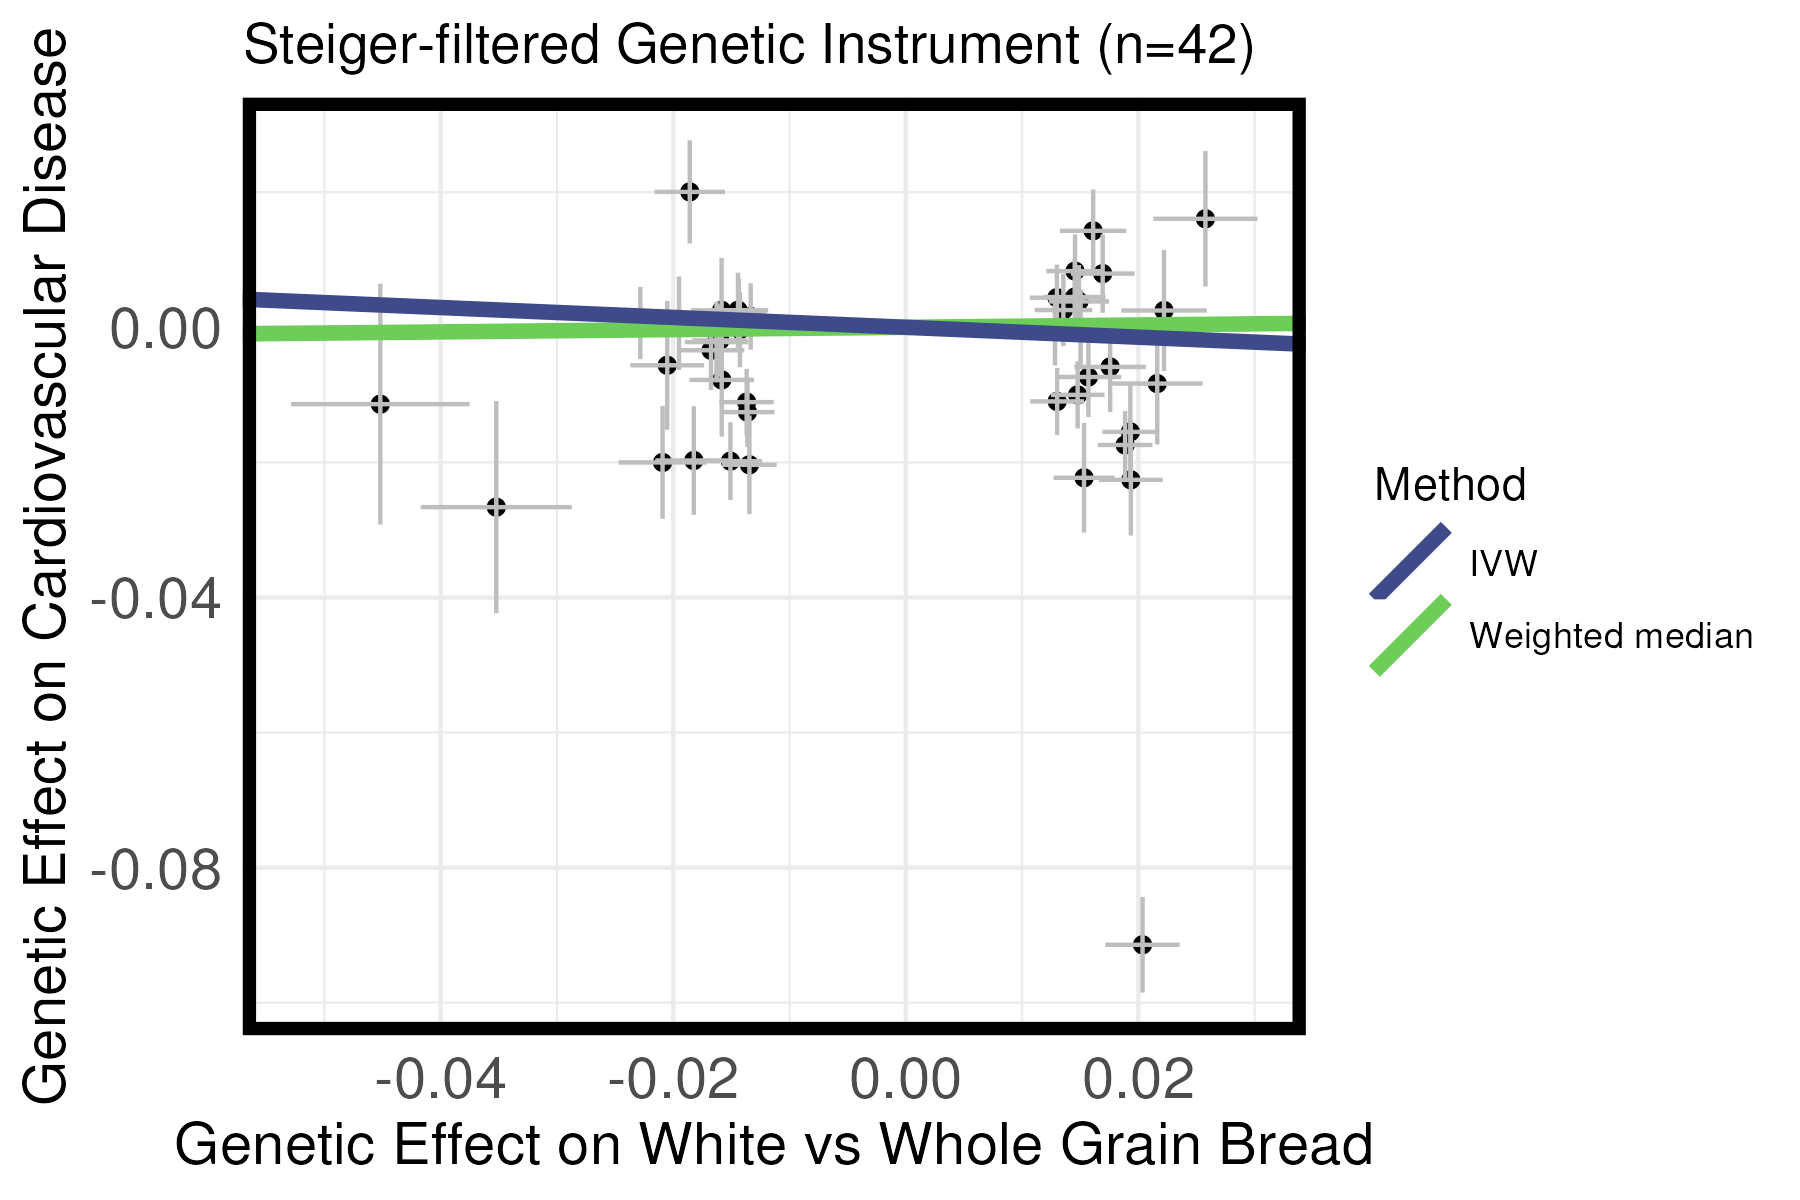 Steiger-filtered Genetic Instrument (n=42)
Genetic Effect on Cardiovascular Disease
0.00
-0.04
-0.08
-0.04 -0.02 0.00 0.02
Genetic Effect on White vs Whole Grain Bread
Method
IVW
Weighted median